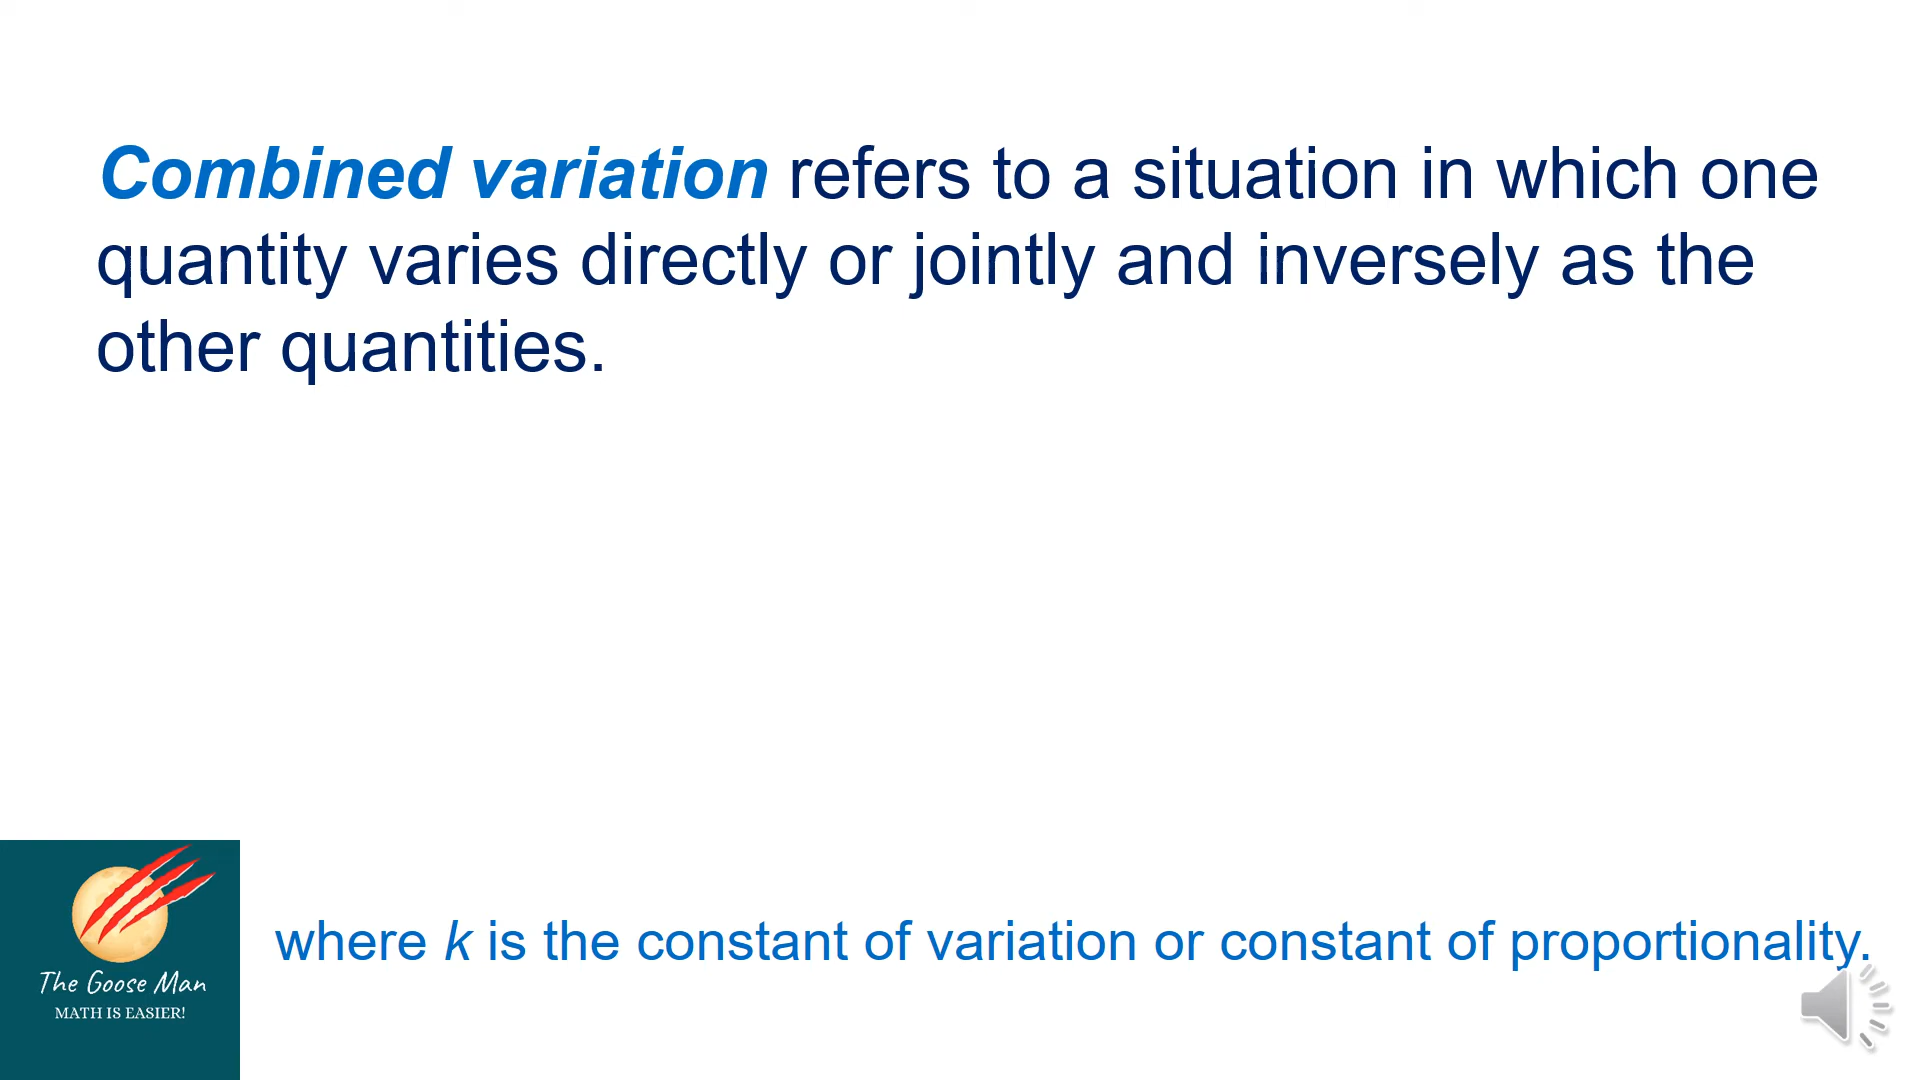 Combined variation refers to a situation in which one
quantity varies directly or jointly and inversely as the
other quantities.
where k is the constant of variation or constant of proportionality.
The Goose Man
MATH IS EASIER!